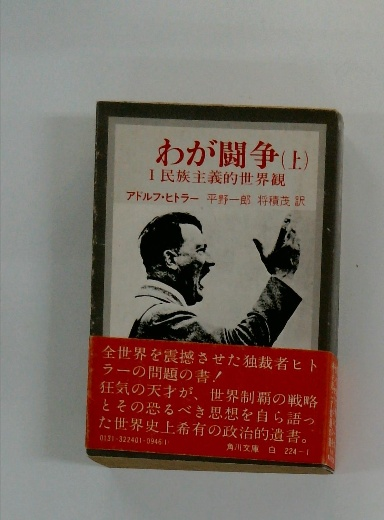 わが闘争(上)
I 民族主義的世界観
アドルフ・ヒトラー 平野一郎 将積茂 訳
全世界を震撼させた独裁者ヒト
ラーの問題の書!
狂気の天才が、世界制覇の戦略
とその恐るべき思想を自ら語っ
た世界史上希有の政治的遺書。
0131-322401-0946(1)
角川文庫 白 224-1